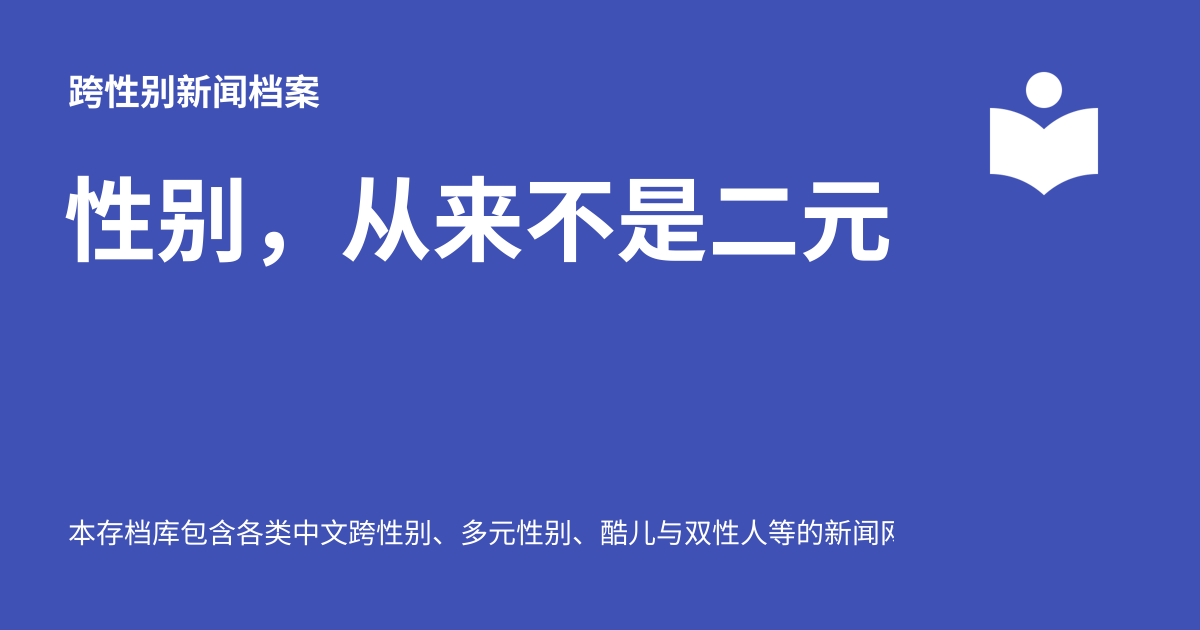 跨性别新闻档案
性别，从来不是二元
本存档库包含各类中文跨性别、多元性别、酷儿与双性人等的新闻